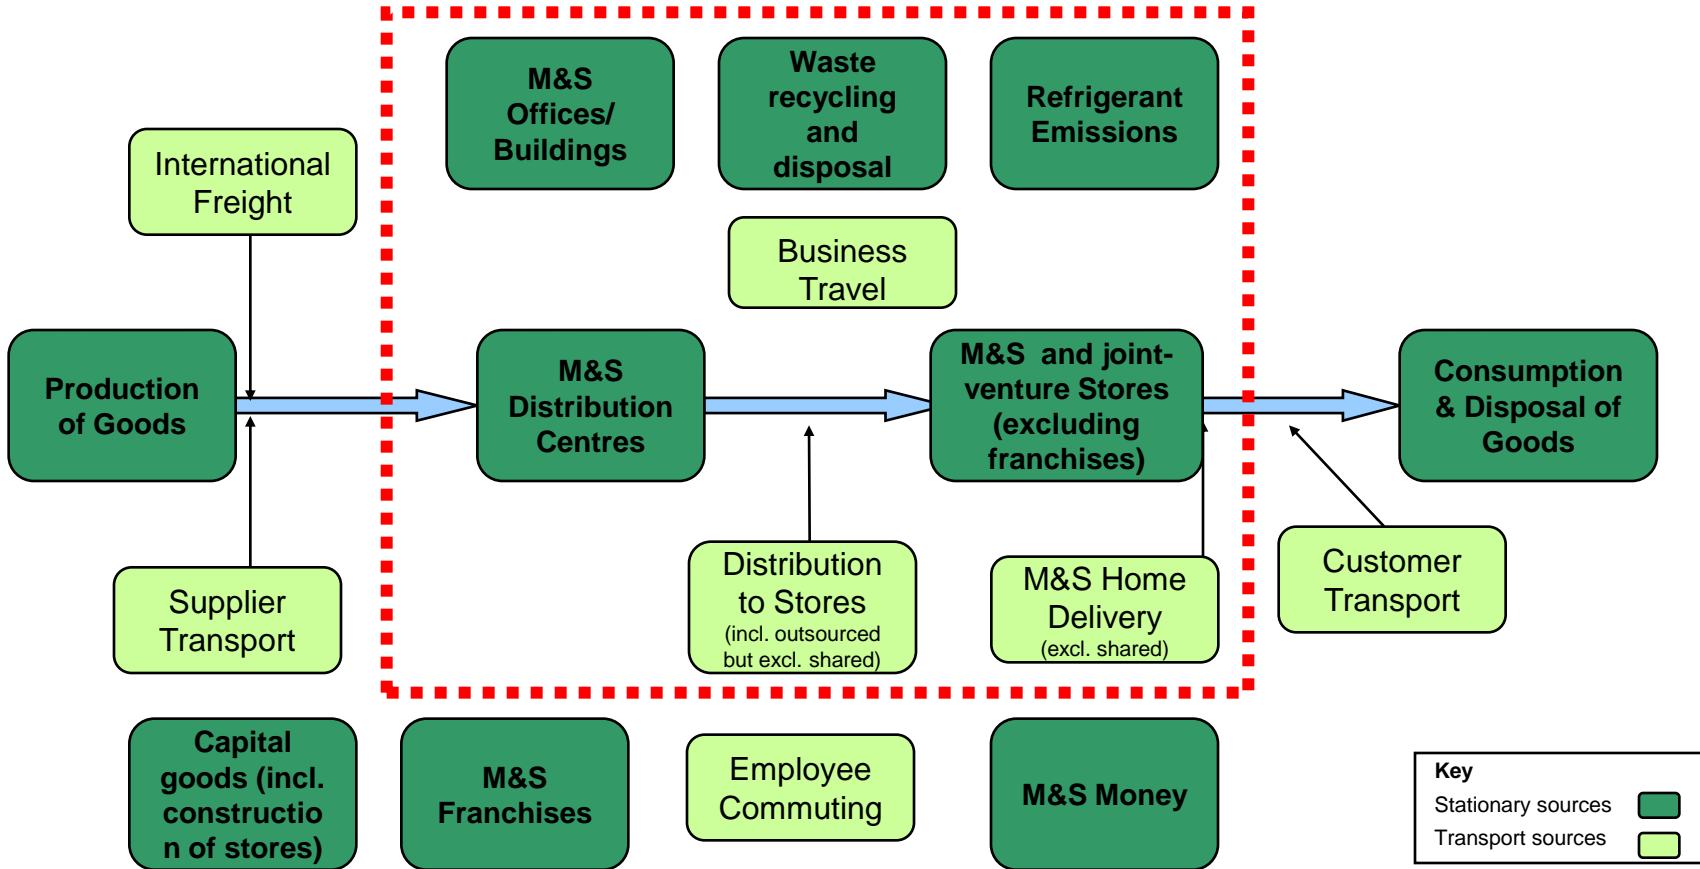 M&S
Offices/
Buildings
Waste
recycling
and
disposal
Refrigerant
Emissions
International
Freight
Business
Travel
Production
of Goods
M&S
Distribution
Centres
M&S and joint-
venture Stores
(excluding
franchises)
Consumption
& Disposal of
Goods
Supplier
Transport
Distribution
to Stores
(incl. outsourced
but excl. shared)
M&S Home
Delivery
(excl. shared)
Customer
Transport
Capital
goods (incl.
constructio
n of stores)
M&S
Franchises
Employee
Commuting
M&S Money
Key
Stationary sources
Transport sources